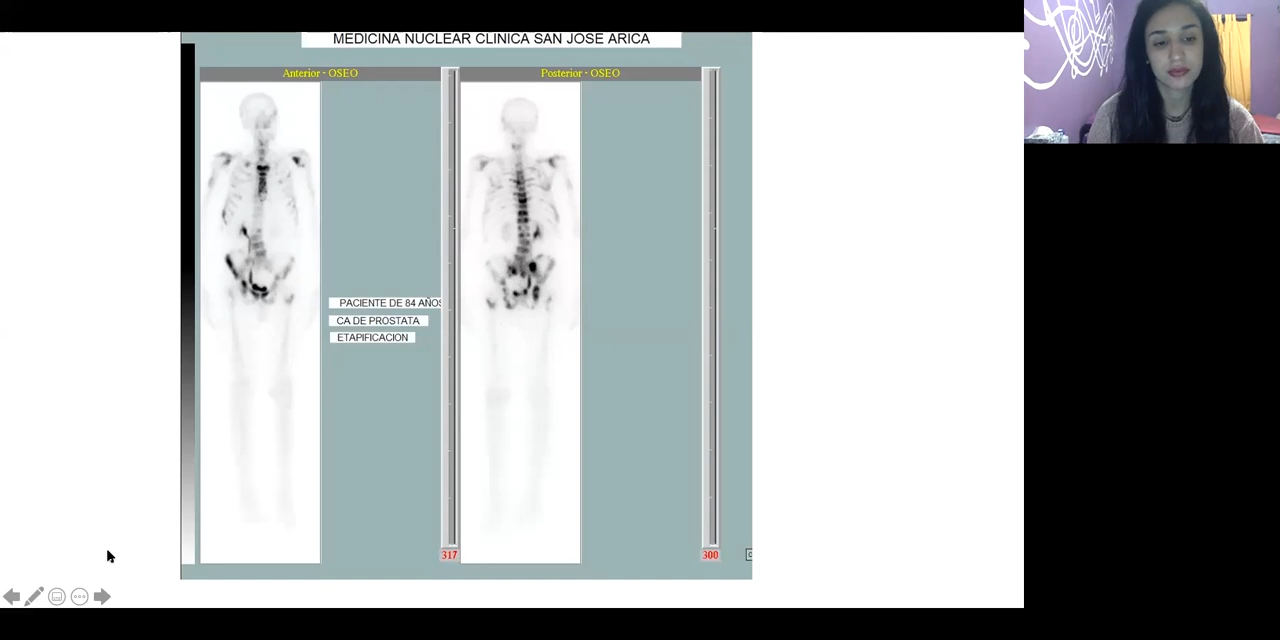 MEDICINA NUCLEAR CLINICA SAN JOSE ARICA
Anterior - OSEO
Posterior - OSEO
PACIENTE DE 84 AÑOS
CA DE PROSTATA
ETAPIFICACION
317
300